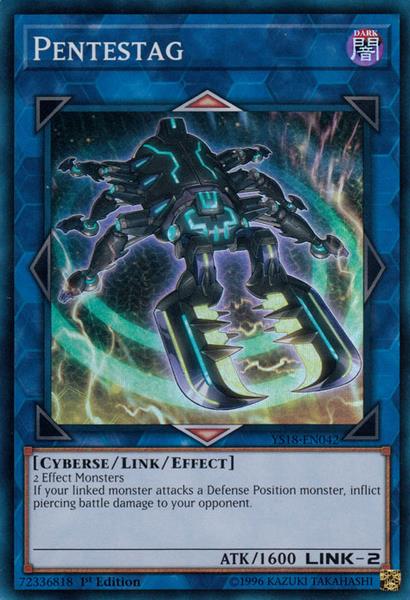 PENTESTAG
DARK
闇
YS18-EN042
[CYBERSE/LINK/EFFECT]
2 Effect Monsters
If your linked monster attacks a Defense Position monster, inflict
piercing battle damage to your opponent.
ATK/1600 LINK-2
72336818 1st Edition ©1996 KAZUKI TAKAHASHI